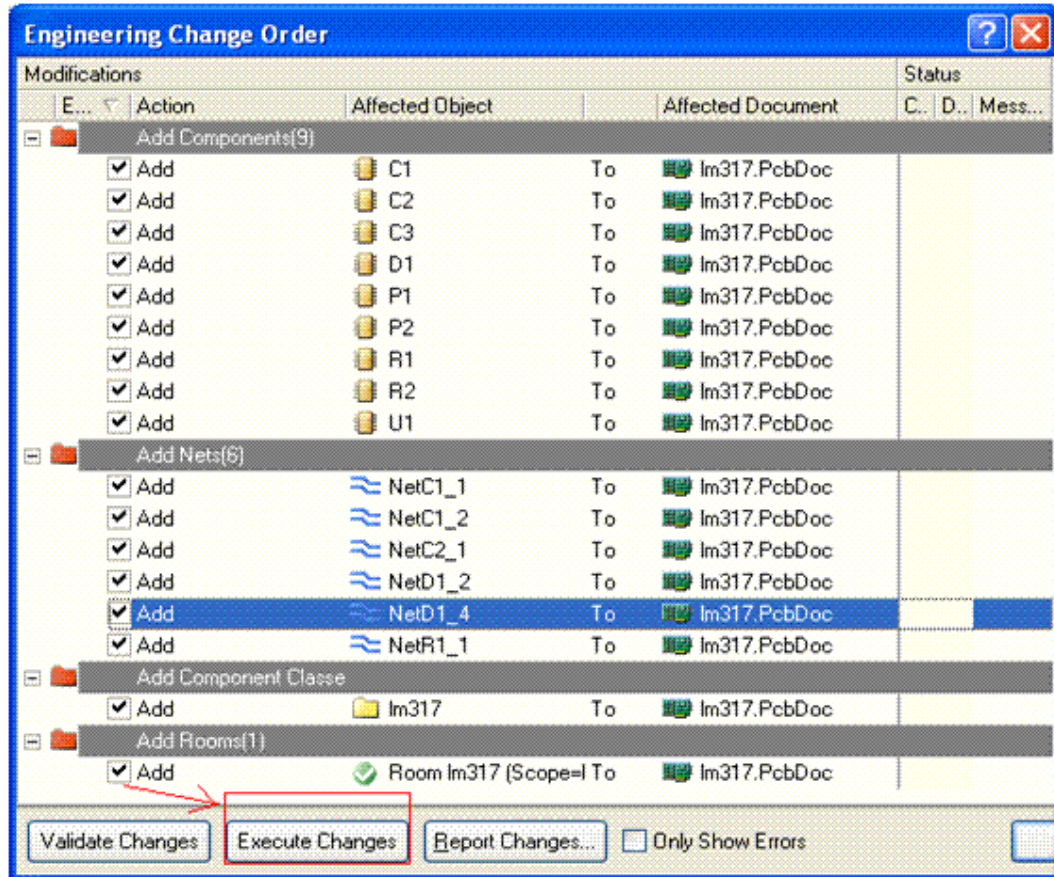 Engineering Change Order
Modifications Status
E... Action Affected Object Affected Document C.. D.. Mess...
Add Components(9)
Add C1 To lm317.PcbDoc
Add C2 To lm317.PcbDoc
Add C3 To lm317.PcbDoc
Add D1 To lm317.PcbDoc
Add P1 To lm317.PcbDoc
Add P2 To lm317.PcbDoc
Add R1 To lm317.PcbDoc
Add R2 To lm317.PcbDoc
Add U1 To lm317.PcbDoc
Add Nets(6)
Add NetC1_1 To lm317.PcbDoc
Add NetC1_2 To lm317.PcbDoc
Add NetC2_1 To lm317.PcbDoc
Add NetD1_2 To lm317.PcbDoc
Add NetD1_4 To lm317.PcbDoc
Add NetR1_1 To lm317.PcbDoc
Add Component Classe
Add lm317 To lm317.PcbDoc
Add Rooms(1)
Add Room lm317 (Scope=I To lm317.PcbDoc
Validate Changes Execute Changes Report Changes... Only Show Errors